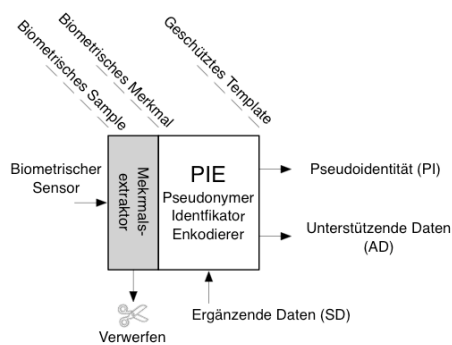 Biometrisches Sample
Biometrisches Merkmal
Geschütztes Template
Biometrischer
Sensor
Mekrmals-
extraktor
PIE
Pseudonymer
Identfikator
Enkodierer
Pseudoidentität (PI)
Unterstützende Daten
(AD)
Ergänzende Daten (SD)
Verwerfen